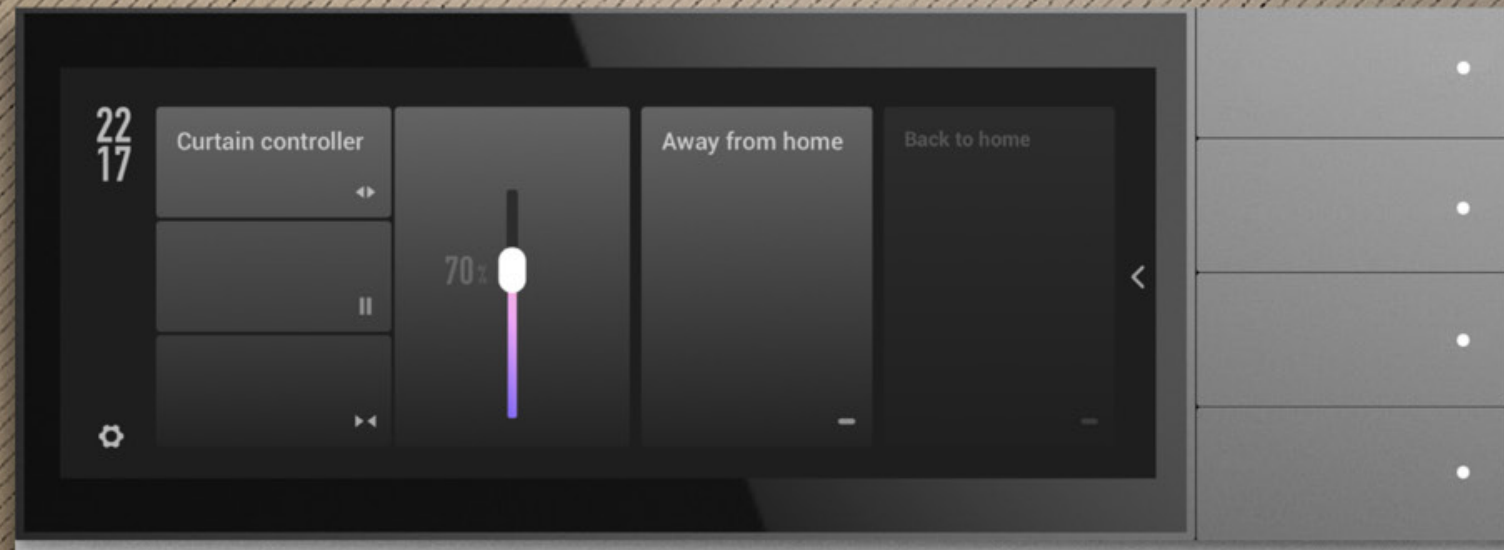 22
17
Curtain controller
70%
Away from home
Back to home